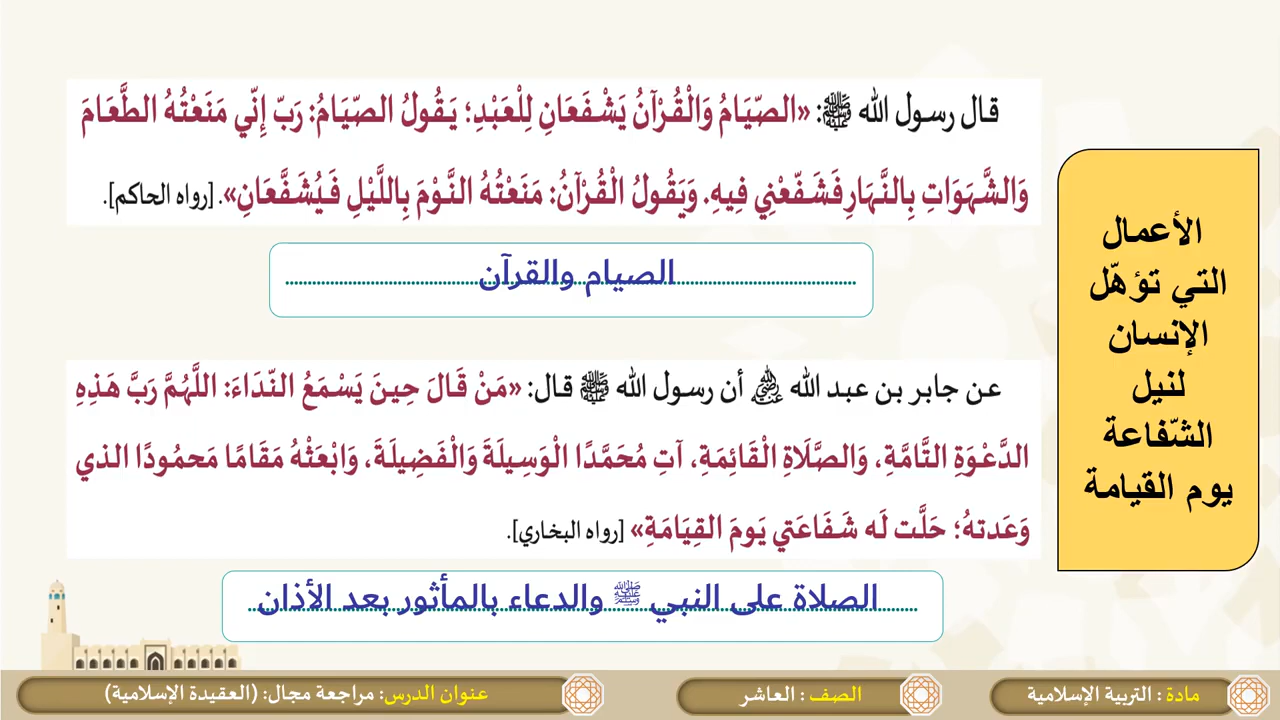 قال رسول الله ﷺ: «الصِّيَامُ وَالْقُرْآنُ يَشْفَعَانِ لِلْعَبْدِ؛ يَقُولُ الصِّيَامُ: رَبِّ إِنِّي مَنَعْتُهُ الطَّعَامَ
وَالشَّهَوَاتِ بِالنَّهَارِ فَشَفِّعْنِي فِيهِ. وَيَقُولُ الْقُرْآنُ: مَنَعْتُهُ النَّوْمَ بِاللَّيْلِ فَيُشَفَّعَانِ». [رواه الحاكم].
الصيام والقرآن
عن جابر بن عبد الله ﵁ أن رسول الله ﷺ قال: «مَنْ قَالَ حِينَ يَسْمَعُ النِّدَاءَ: اللَّهُمَّ رَبَّ هَذِهِ
الدَّعْوَةِ التَّامَّةِ، وَالصَّلَاةِ الْقَائِمَةِ، آتِ مُحَمَّدًا الْوَسِيلَةَ وَالْفَضِيلَةَ، وَابْعَثْهُ مَقَامًا مَحمُودًا الذي
وَعَدتهُ؛ حَلَّت لَه شَفَاعَتي يَومَ القِيَامَةِ» [رواه البخاري].
الصلاة على النبي ﷺ والدعاء بالمأثور بعد الأذان
الأعمال
التي تؤهّل
الإنسان
لنيل
الشّفاعة
يوم القيامة
مادة : التربية الإسلامية
الصف : العاشر
عنوان الدرس: مراجعة مجال: (العقيدة الإسلامية)